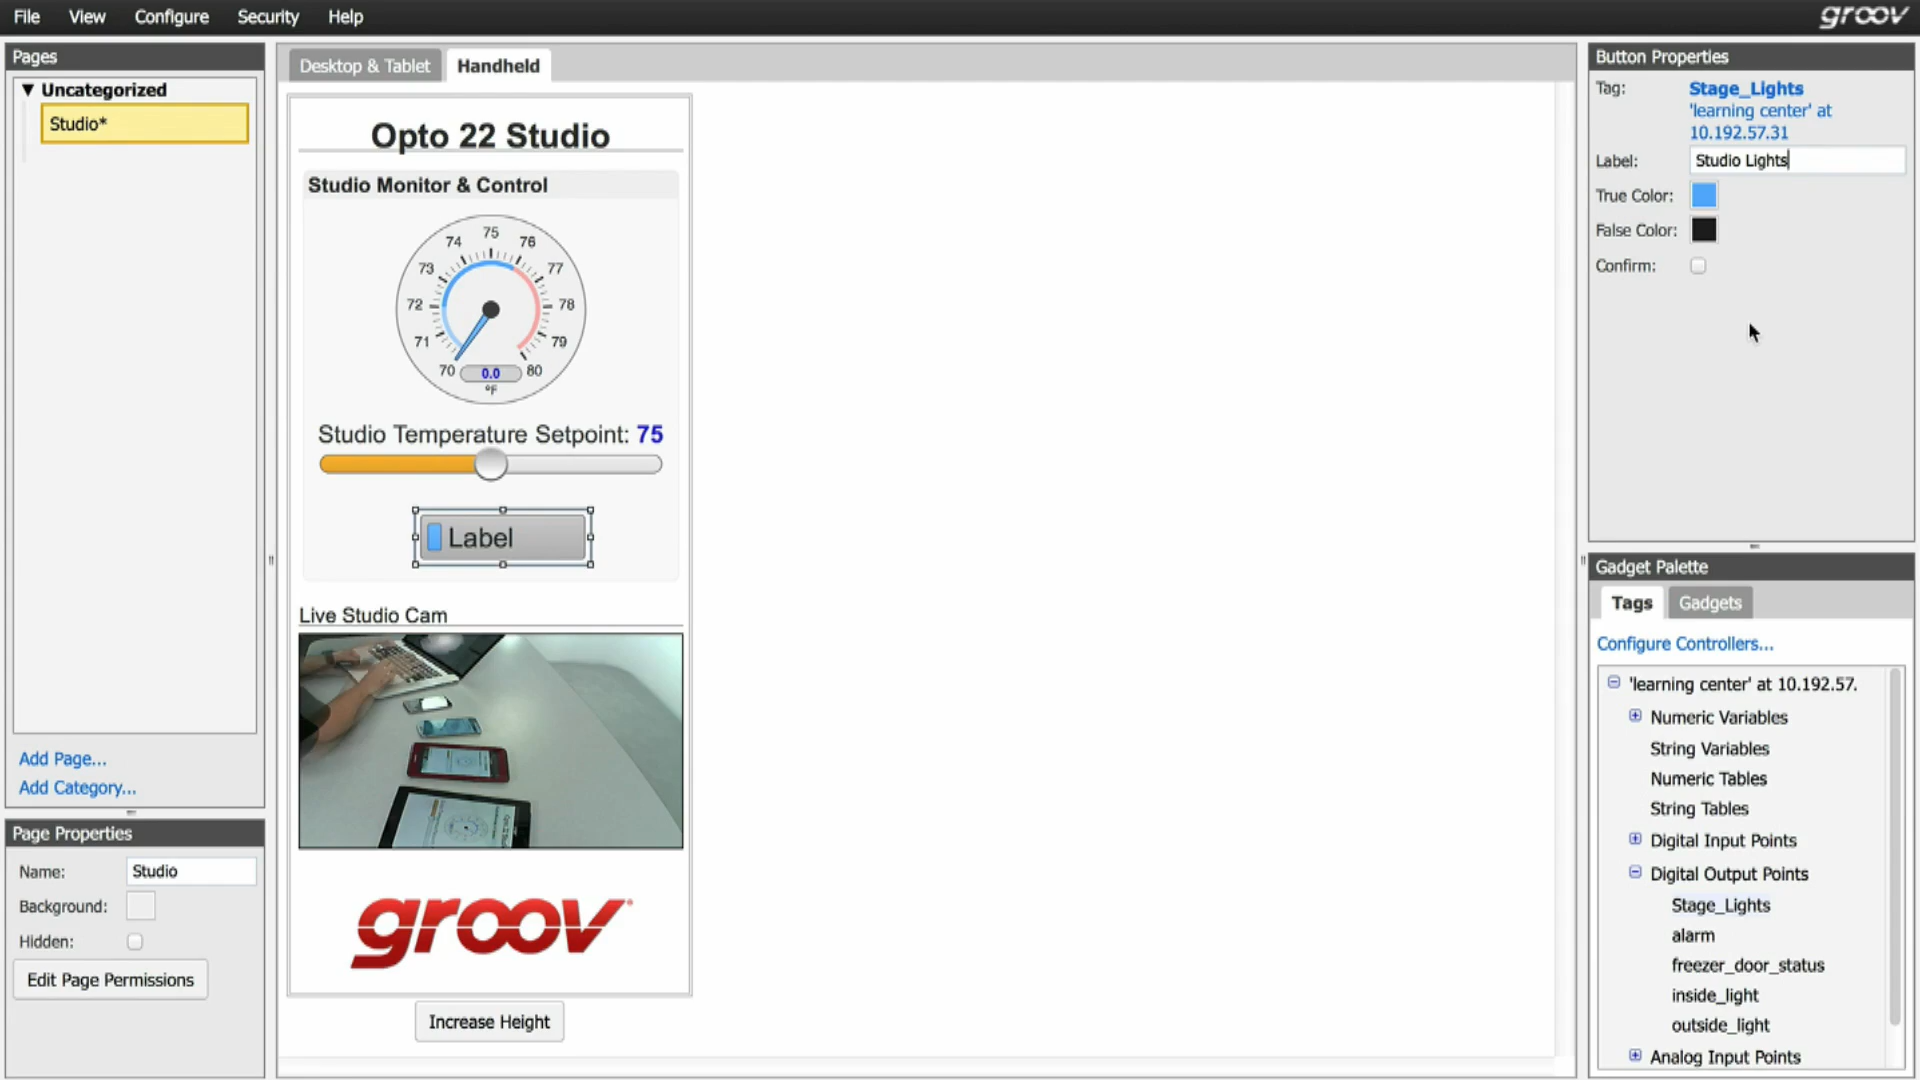 File View Configure Security Help
groov
Pages
Uncategorized
Studio*
Add Page...
Add Category...
Page Properties
Name: Studio
Background:
Hidden:
Edit Page Permissions
Desktop & Tablet Handheld
Opto 22 Studio
Studio Monitor & Control
75
74 76
73 77
72 78
71 79
70 0.0 80
°F
Studio Temperature Setpoint: 75
Label
Live Studio Cam
groov
Increase Height
Button Properties
Tag: Stage_Lights
'learning center' at
10.192.57.31
Label: Studio Lights
True Color:
False Color:
Confirm:
Gadget Palette
Tags Gadgets
Configure Controllers...
'learning center' at 10.192.57.
Numeric Variables
String Variables
Numeric Tables
String Tables
Digital Input Points
Digital Output Points
Stage_Lights
alarm
freezer_door_status
inside_light
outside_light
Analog Input Points